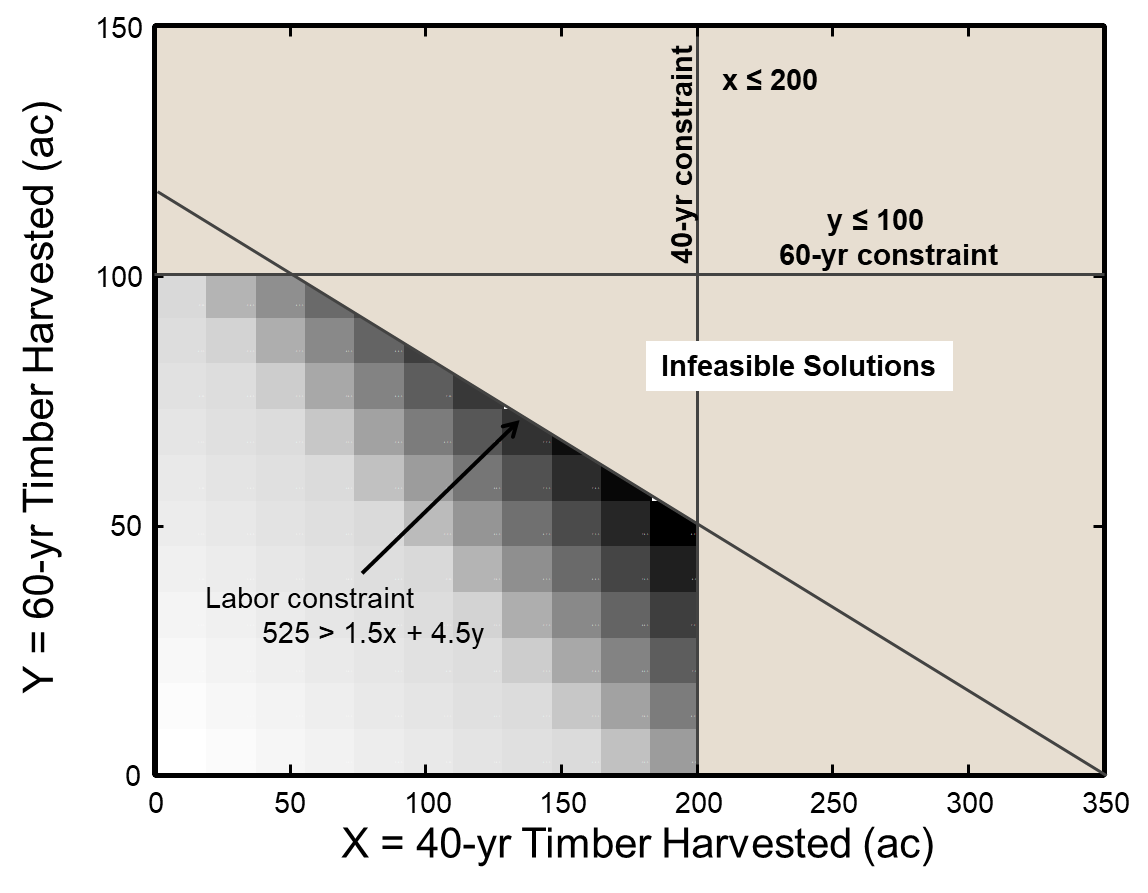 150
100
50
0
Y = 60-yr Timber Harvested (ac)
40-yr constraint
x ≤ 200
y ≤ 100
60-yr constraint
Infeasible Solutions
Labor constraint
525 > 1.5x + 4.5y
0 50 100 150 200 250 300 350
X = 40-yr Timber Harvested (ac)